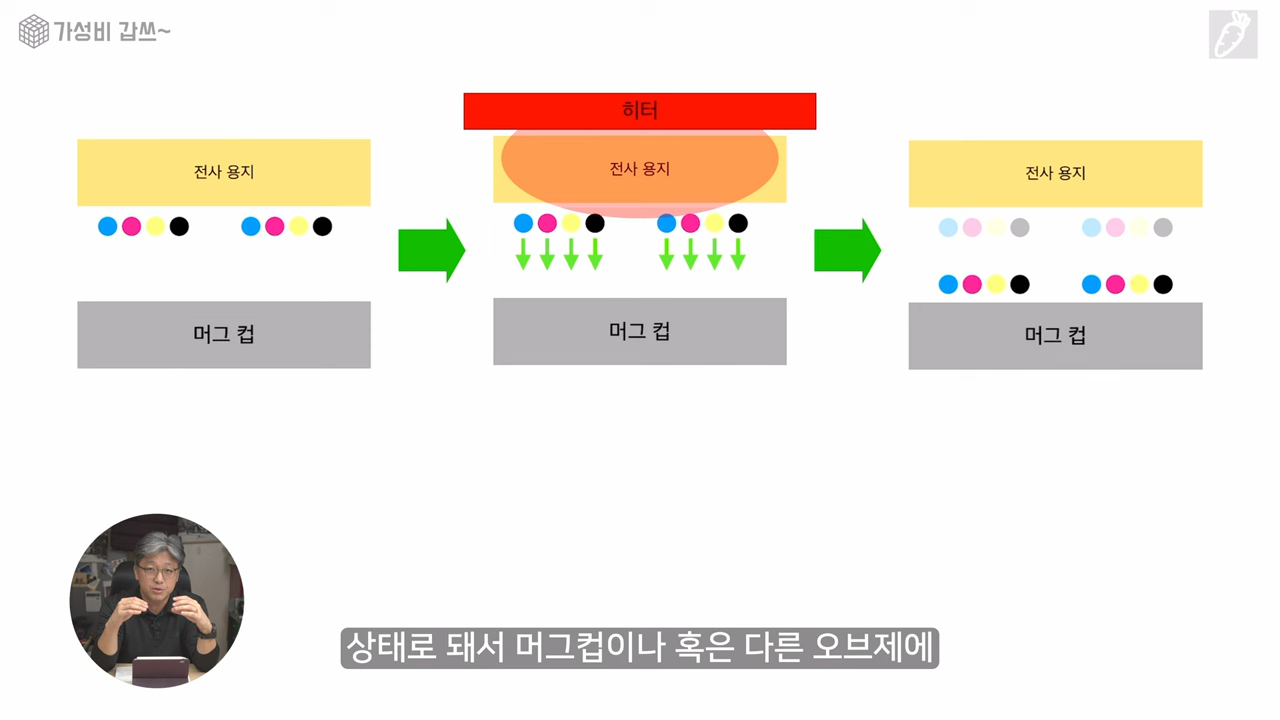 가성비 갑쓰~
히터
전사 용지
전사 용지
전사 용지
머그 컵
머그 컵
머그 컵
상태로 돼서 머그컵이나 혹은 다른 오브제에